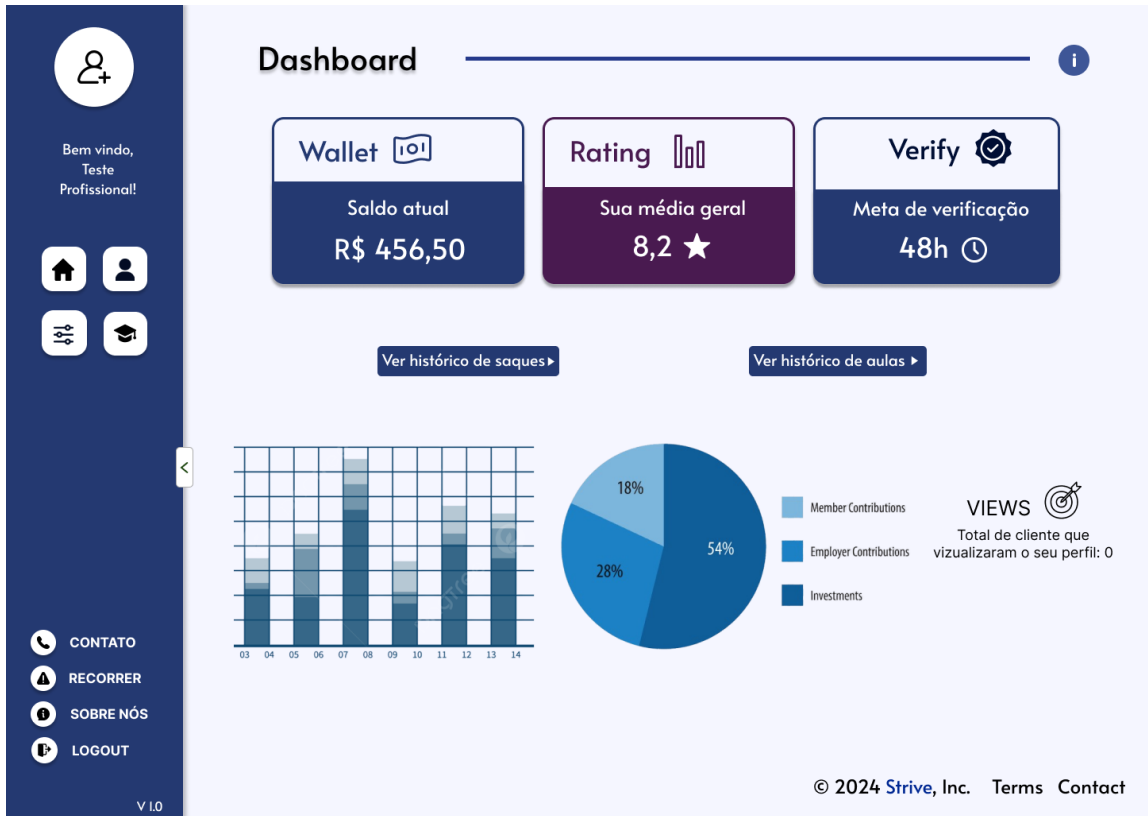 Bem vindo,
Teste
Profissional!
CONTATO
RECORRER
SOBRE NÓS
LOGOUT
V 1.0
Dashboard
i
Wallet
Saldo atual
R$ 456,50
Rating
Sua média geral
8,2
Verify
Meta de verificação
48h
Ver histórico de saques
Ver histórico de aulas
03 04 05 06 07 08 09 10 11 12 13 14
18%
54%
28%
Member Contributions
Employer Contributions
Investments
VIEWS
Total de cliente que
vizualizaram o seu perfil: 0
© 2024 Strive, Inc. Terms Contact